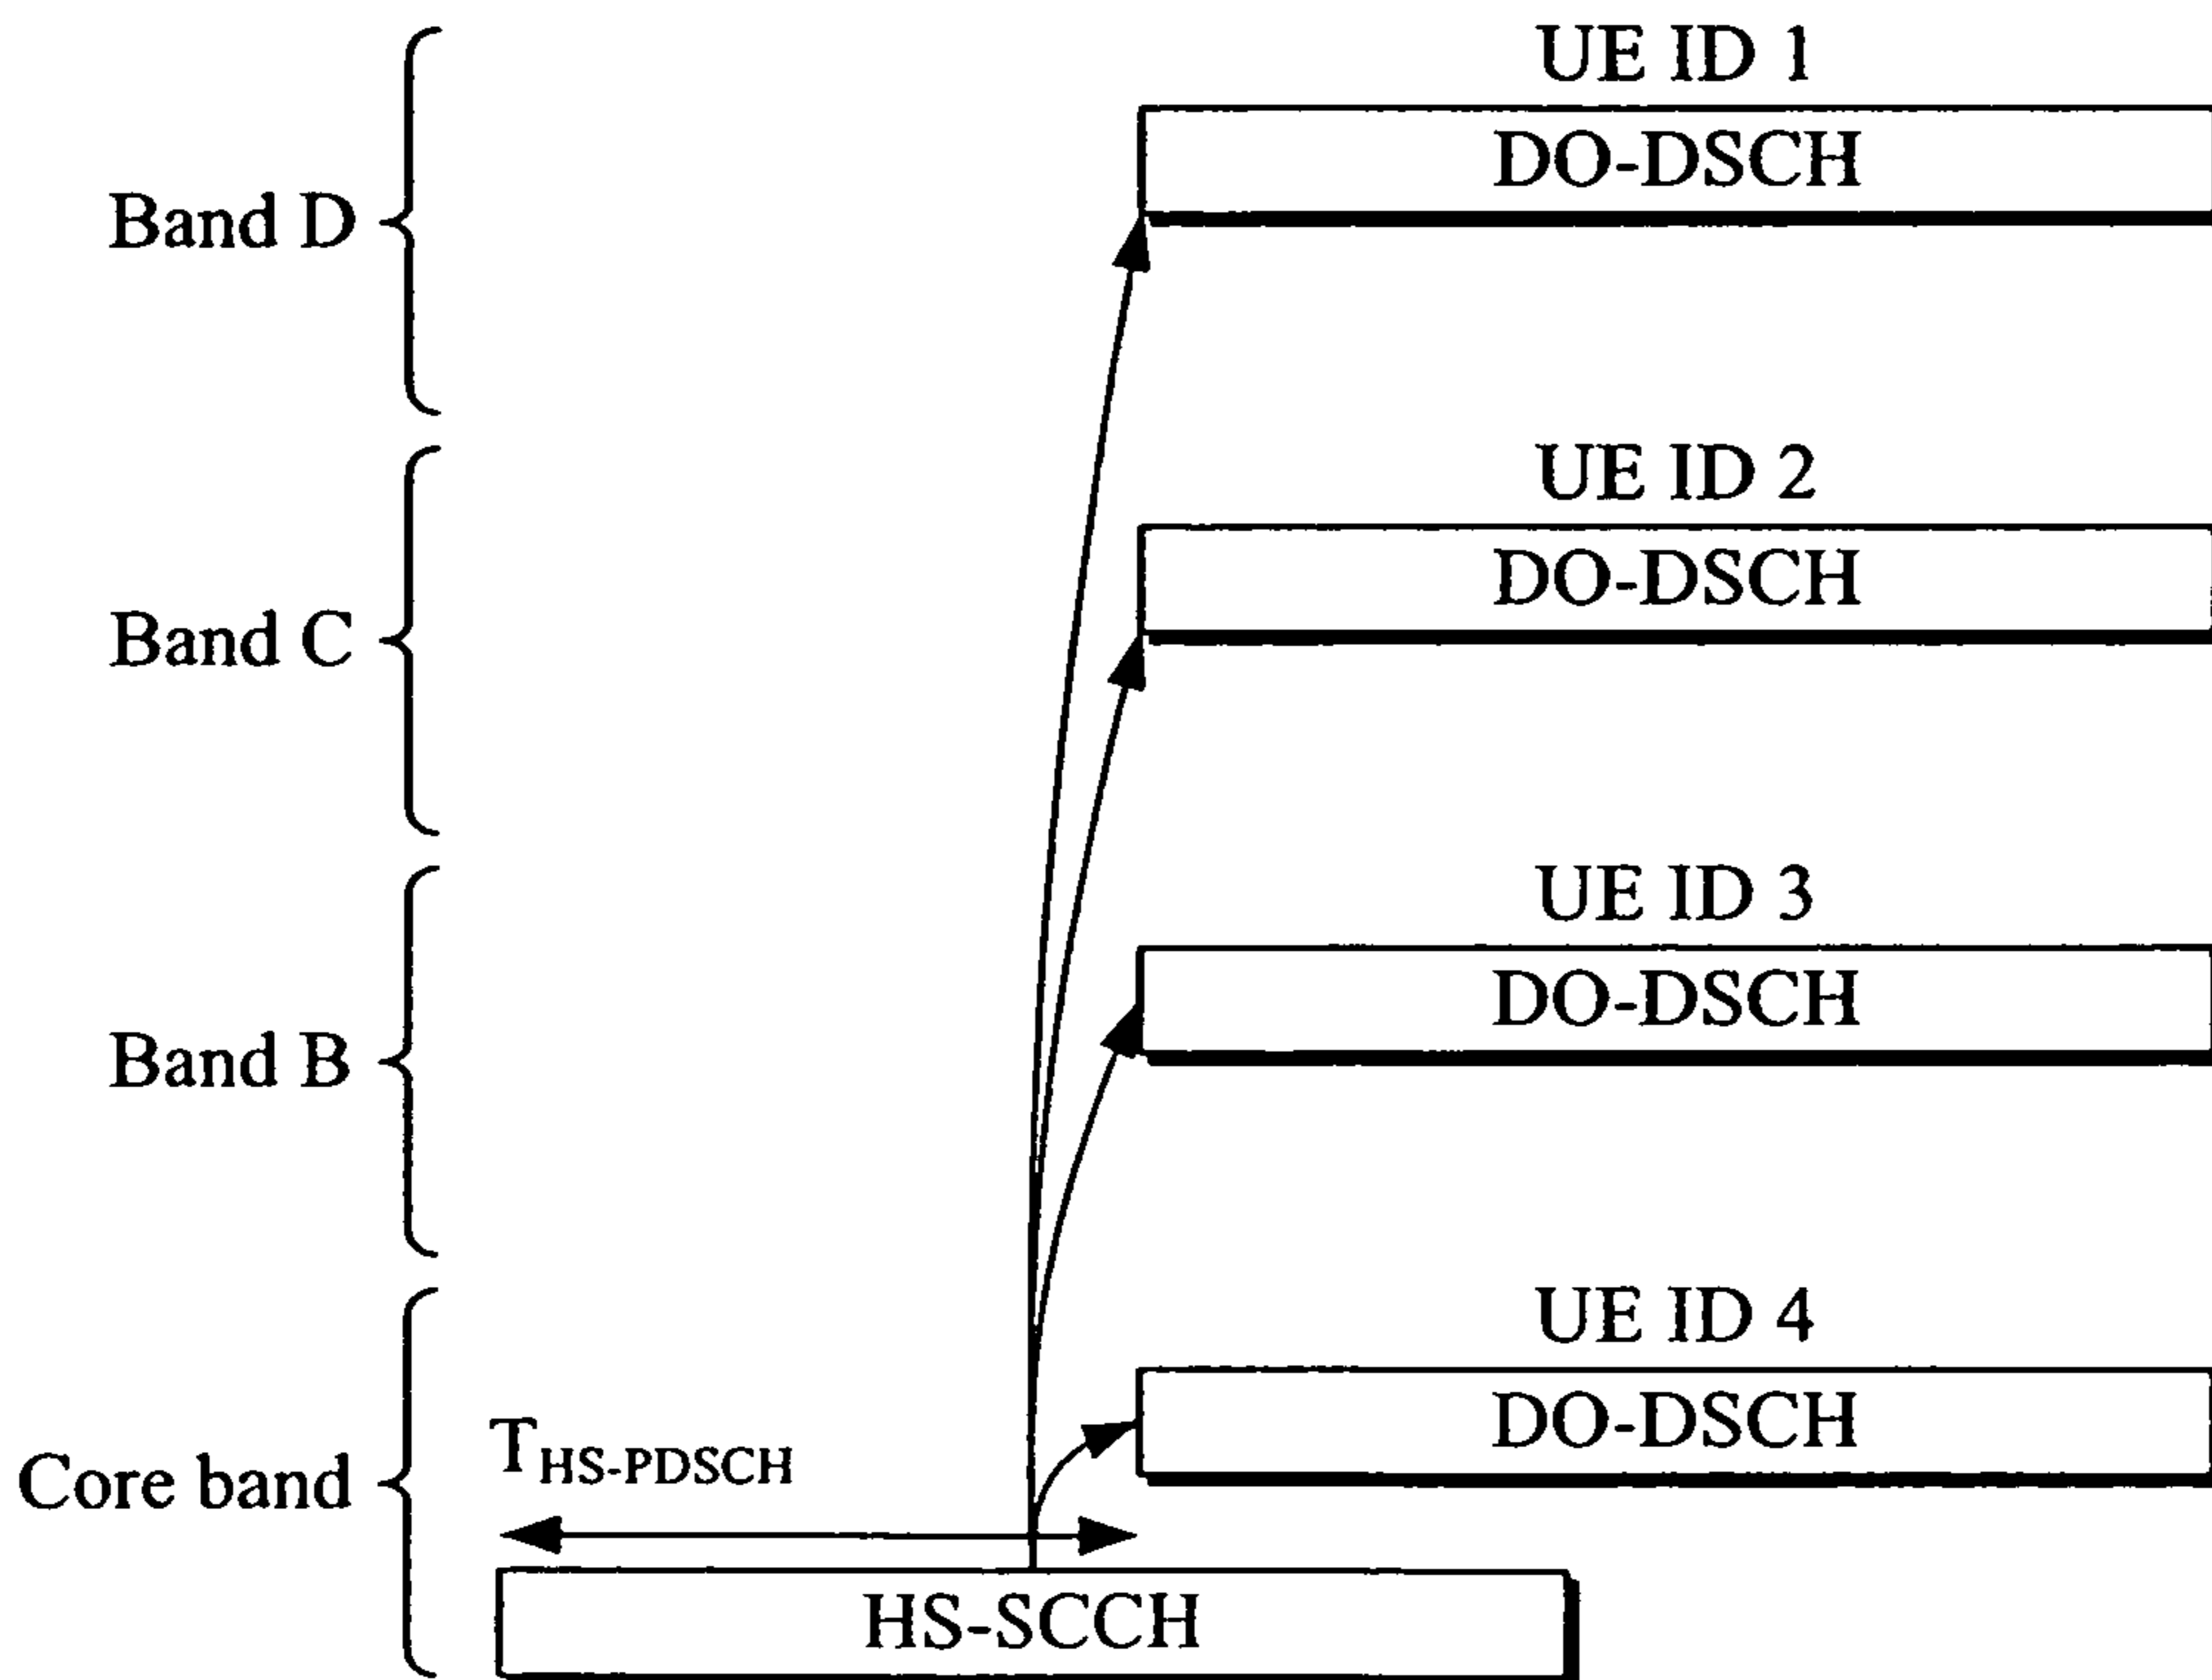 UE ID 1
DO-DSCH
Band D
UE ID 2
DO-DSCH
Band C
UE ID 3
DO-DSCH
Band B
UE ID 4
DO-DSCH
THS-PDSCH
Core band
HS-SCCH